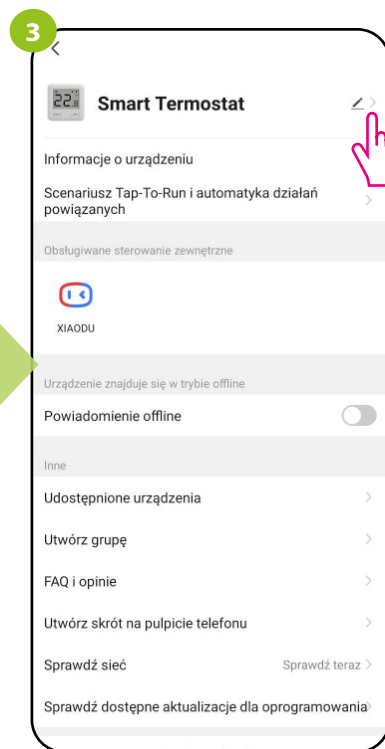 3
Smart Termostat
Informacje o urządzeniu
Scenariusz Tap-To-Run i automatyka działań
powiązanych
Obsługiwane sterowanie zewnętrzne
XIAODU
Urządzenie znajduje się w trybie offline
Powiadomienie offline
Inne
Udostępnione urządzenia
Utwórz grupę
FAQ i opinie
Utwórz skrót na pulpicie telefonu
Sprawdź sieć Sprawdź teraz
Sprawdź dostępne aktualizacje dla oprogramowania